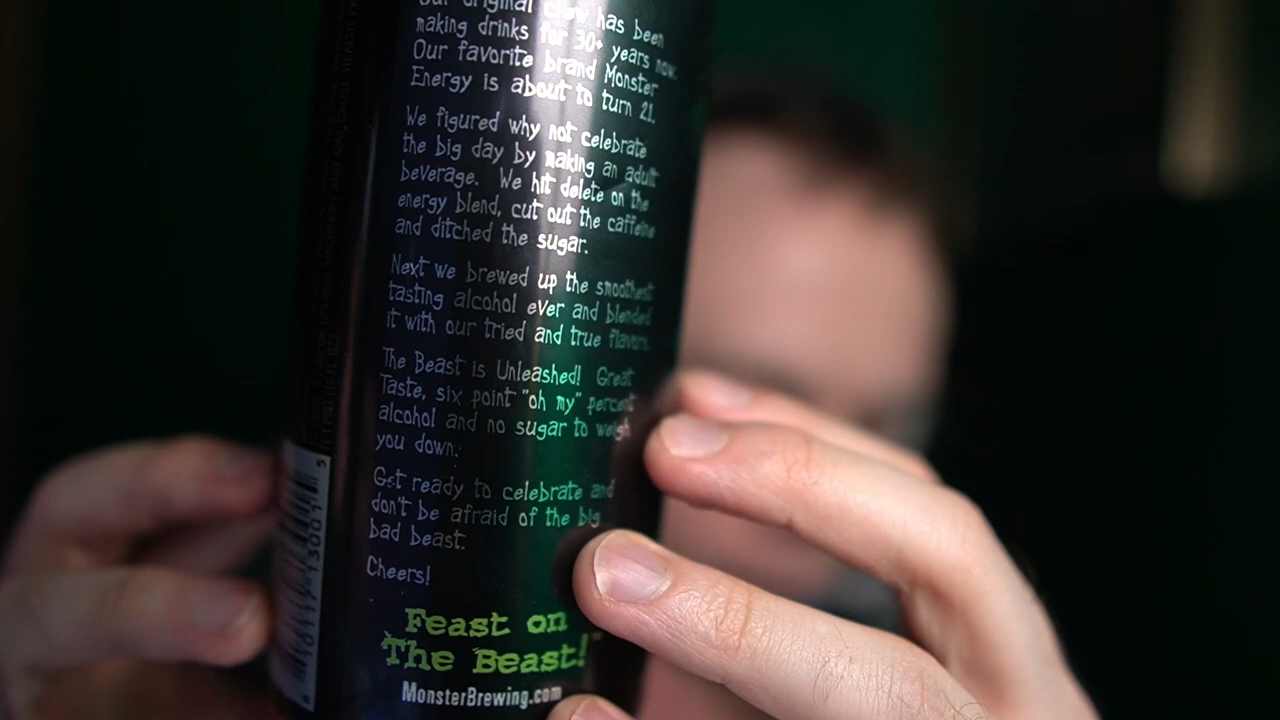 Our original crew has been
making drinks for 30+ years now.
Our favorite brand Monster
Energy is about to turn 21.
We figured why not celebrate
the big day by making an adult
beverage. We hit delete on the
energy blend, cut out the caffeine
and ditched the sugar.
Next we brewed up the smoothest
tasting alcohol ever and blended
it with our tried and true flavors.
The Beast is Unleashed! Great
Taste, six point "oh my" percent
alcohol and no sugar to weigh
you down.
Get ready to celebrate and
don't be afraid of the big
bad beast.
Cheers!
Feast on
The Beast!™
MonsterBrewing.com